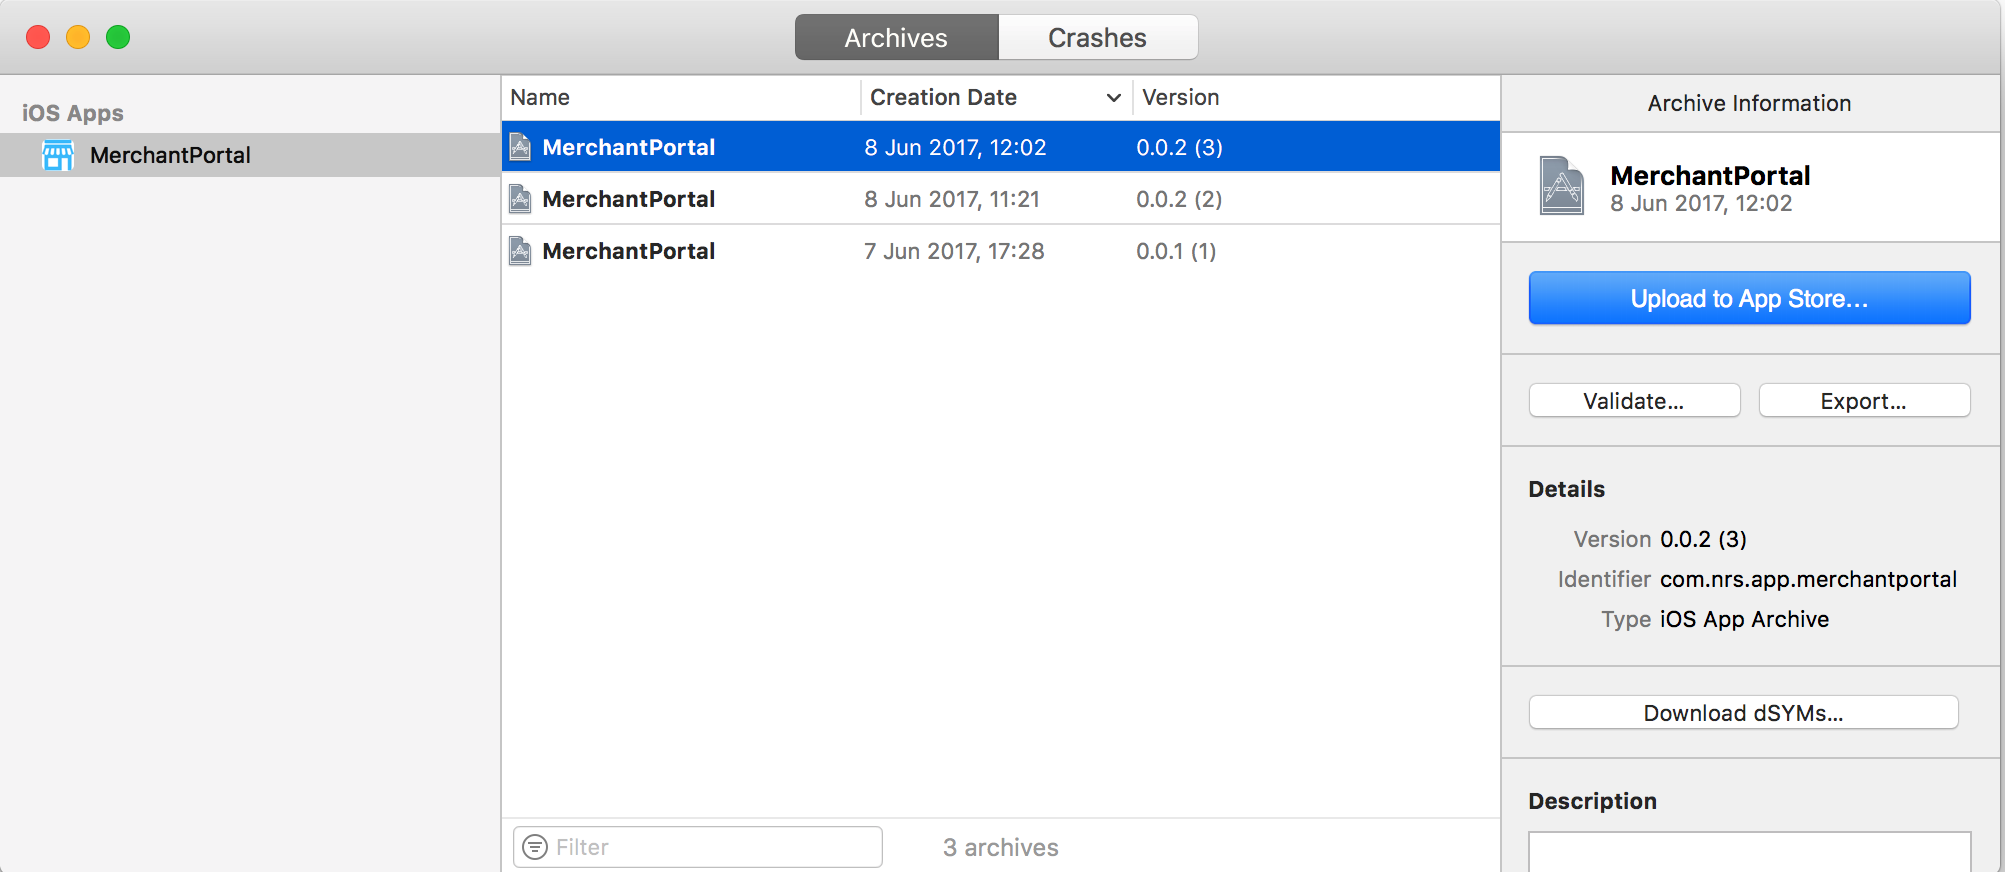 Archives Crashes
iOS Apps
MerchantPortal
Name Creation Date Version
MerchantPortal 8 Jun 2017, 12:02 0.0.2 (3)
MerchantPortal 8 Jun 2017, 11:21 0.0.2 (2)
MerchantPortal 7 Jun 2017, 17:28 0.0.1 (1)
Filter 3 archives
Archive Information
MerchantPortal
8 Jun 2017, 12:02
Upload to App Store...
Validate... Export...
Details
Version 0.0.2 (3)
Identifier com.nrs.app.merchantportal
Type iOS App Archive
Download dSYMs...
Description